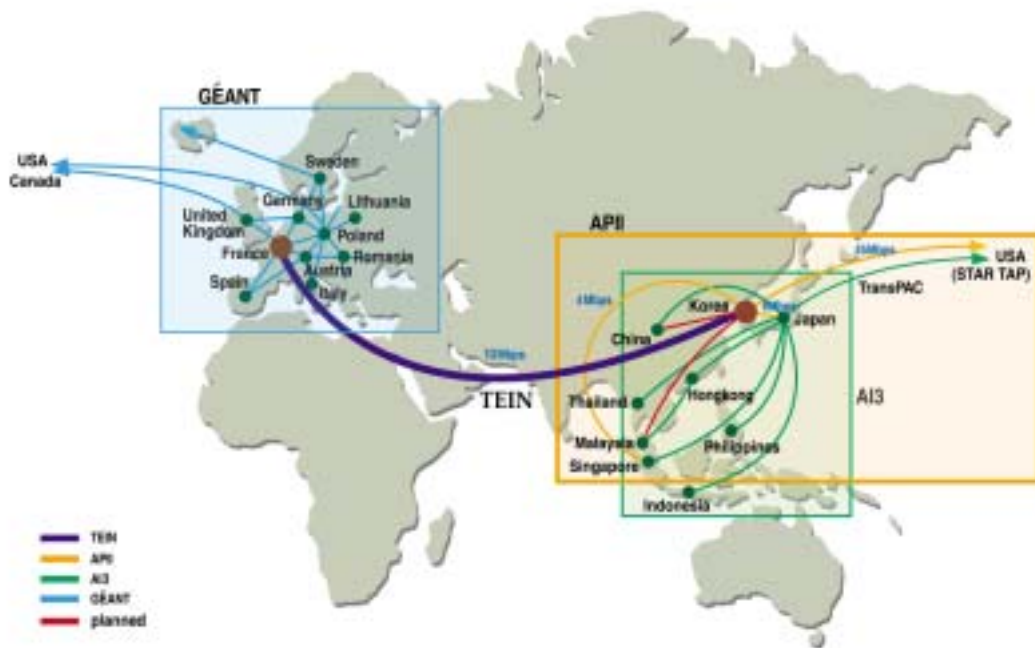 GÉANT
USA
Canada
Sweden
Germany
Lithuania
United
Kingdom
Poland
France
Austria
Romania
Spain
Italy
APII
USA
(STAR TAP)
TransPAC
Korea
Japan
China
10Mbps
TEIN
Thailand
Hongkong
AI3
Malaysia
Philippines
Singapore
Indonesia
TEIN
APII
AI3
GÉANT
planned